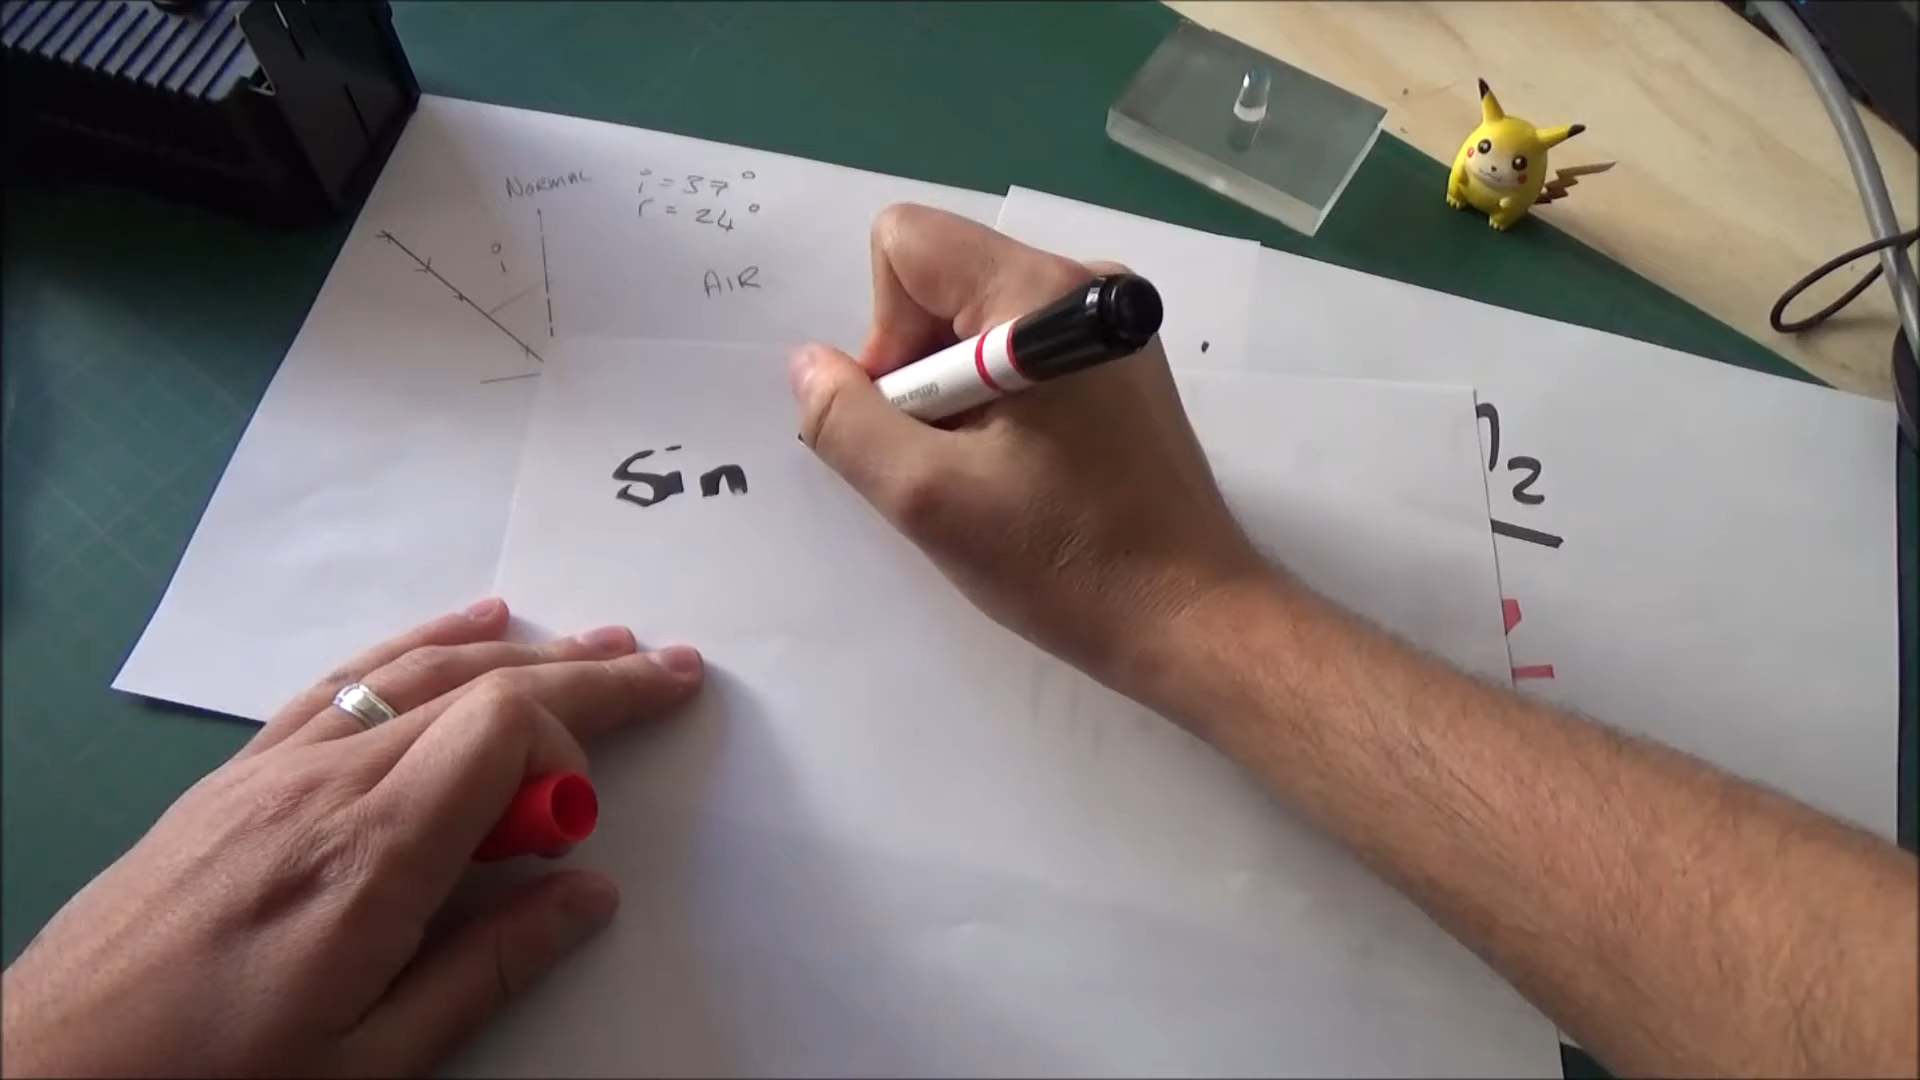 NORMAL
i = 37°
r = 24°
i
AIR
sin
n2